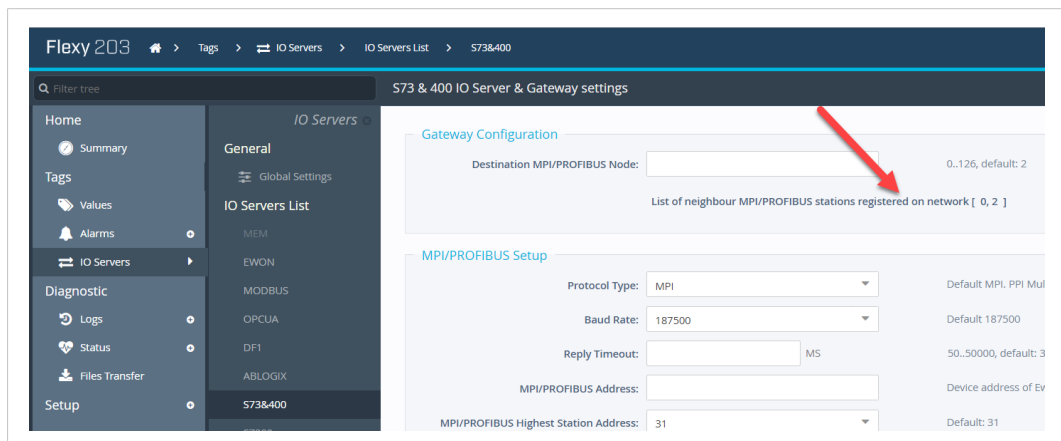 Flexy 203 > Tags > IO Servers > IO Servers List > S73&400
Filter tree
S73 & 400 IO Server & Gateway settings
Home
Summary
Tags
Values
Alarms
IO Servers
Diagnostic
Logs
Status
Files Transfer
Setup
IO Servers
General
Global Settings
IO Servers List
MEM
EWON
MODBUS
OPCUA
DF1
ABLOGIX
S73&400
Gateway Configuration
Destination MPI/PROFIBUS Node: 0..126, default: 2
List of neighbour MPI/PROFIBUS stations registered on network [ 0, 2 ]
MPI/PROFIBUS Setup
Protocol Type: MPI Default MPI. PPI Mul
Baud Rate: 187500 Default 187500
Reply Timeout: MS 50..50000, default: 3
MPI/PROFIBUS Address: Device address of Ew
MPI/PROFIBUS Highest Station Address: 31 Default: 31